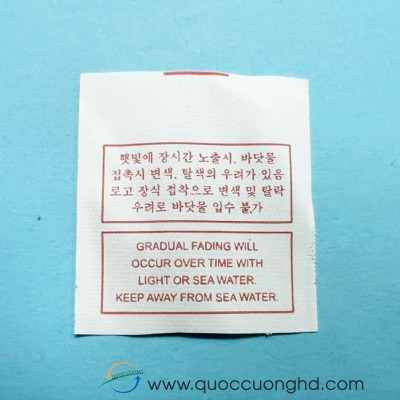 햇빛에 장시간 노출시, 바닷물
접촉시 변색, 탈색의 우려가 있음
로고 장식 접착으로 변색 및 탈락
우려로 바닷물 입수 불가
GRADUAL FADING WILL
OCCUR OVER TIME WITH
LIGHT OR SEA WATER.
KEEP AWAY FROM SEA WATER.
www.quoccuonghd.com